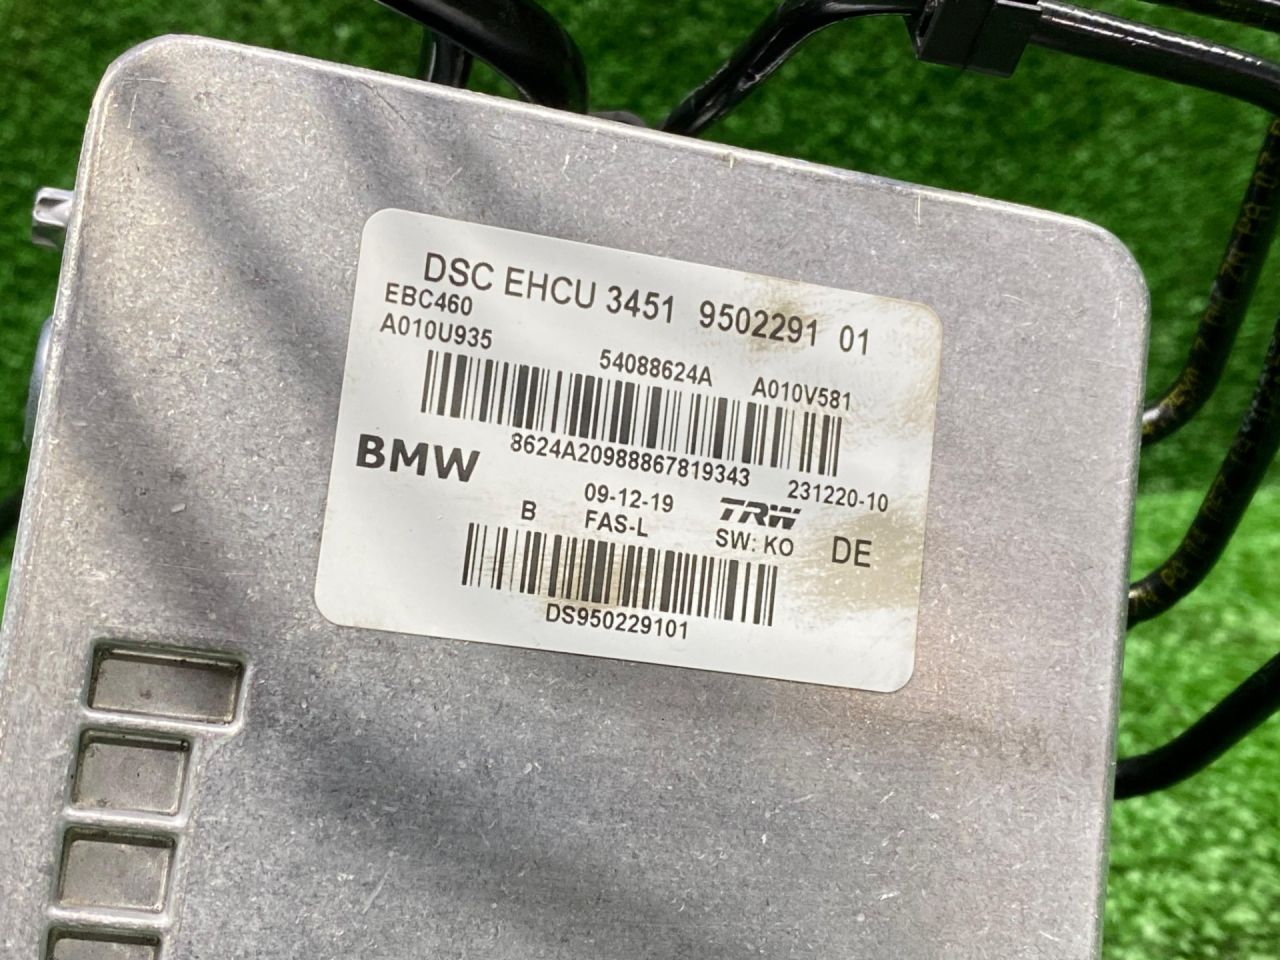 DSC EHCU 3451 9502291 01
EBC460
A010U935
54088624A A010V581
8624A20988867819343
BMW
231220-10
09-12-19
B FAS-L
TRW
SW: KO
DE
DS950229101